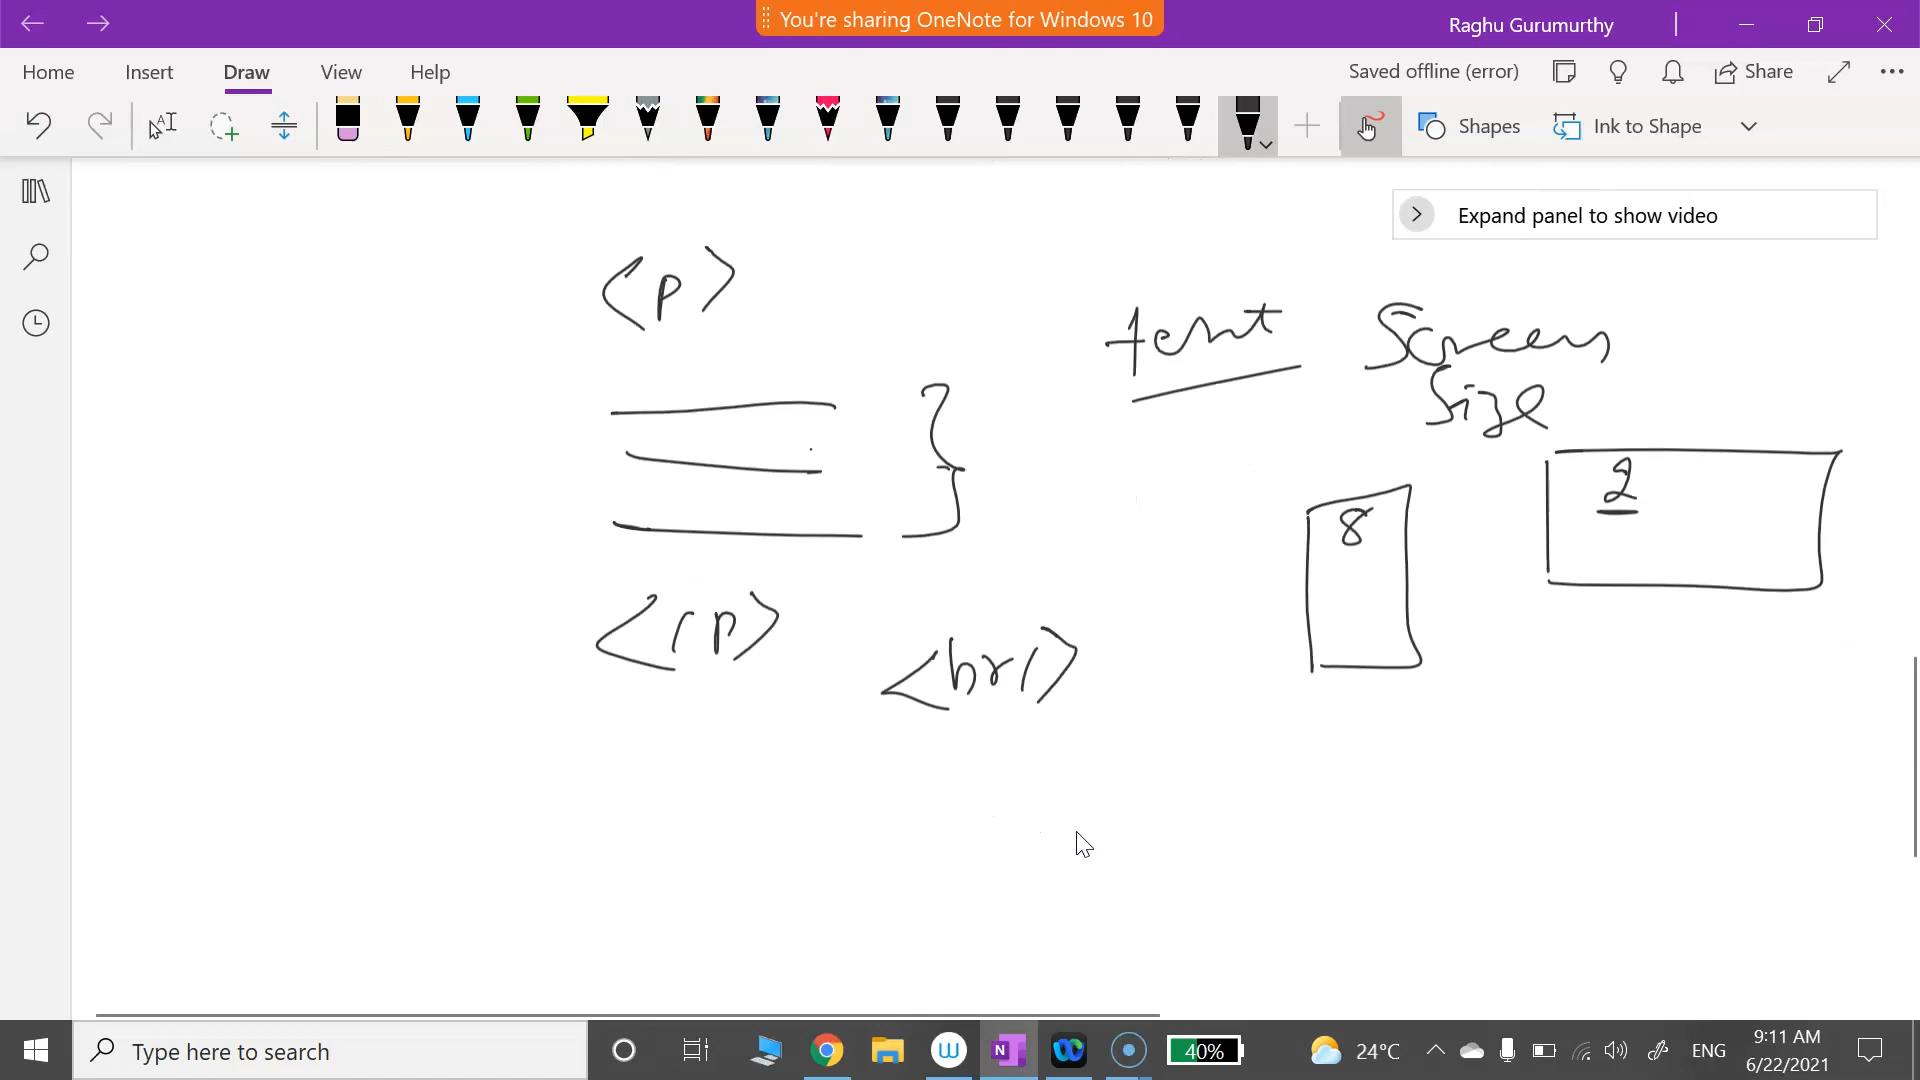 You're sharing OneNote for Windows 10
Raghu Gurumurthy
Home Insert Draw View Help
Saved offline (error)
Share
Shapes
Ink to Shape
Expand panel to show video
<p>
font Screen
Size
2
8
</p>
<br/>
Type here to search
40%
24°C
ENG
9:11 AM
6/22/2021